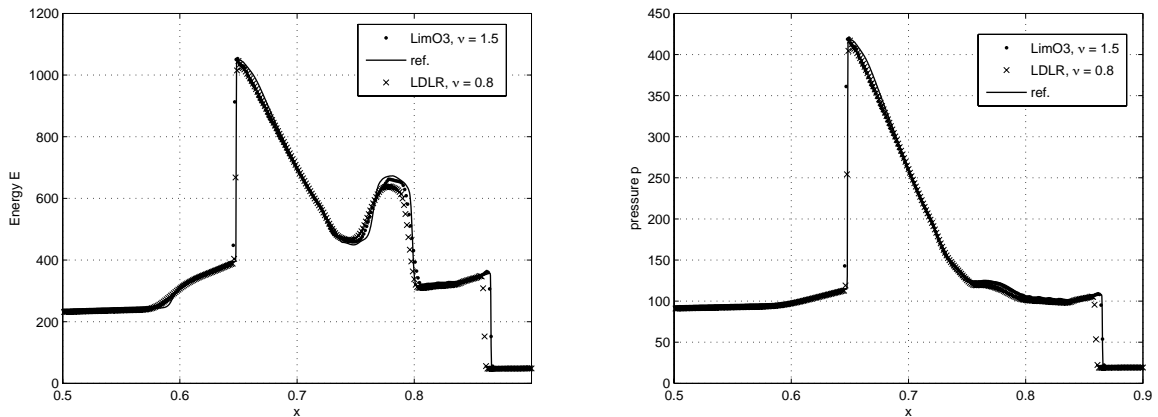 1200
1000
800
600
400
200
0
Energy E
0.5
0.6
0.7
0.8
x
LimO3, ν = 1.5
ref.
LDLR, ν = 0.8
450
400
350
300
250
200
150
100
50
0
pressure p
0.5
0.6
0.7
0.8
0.9
x
LimO3, ν = 1.5
LDLR, ν = 0.8
ref.